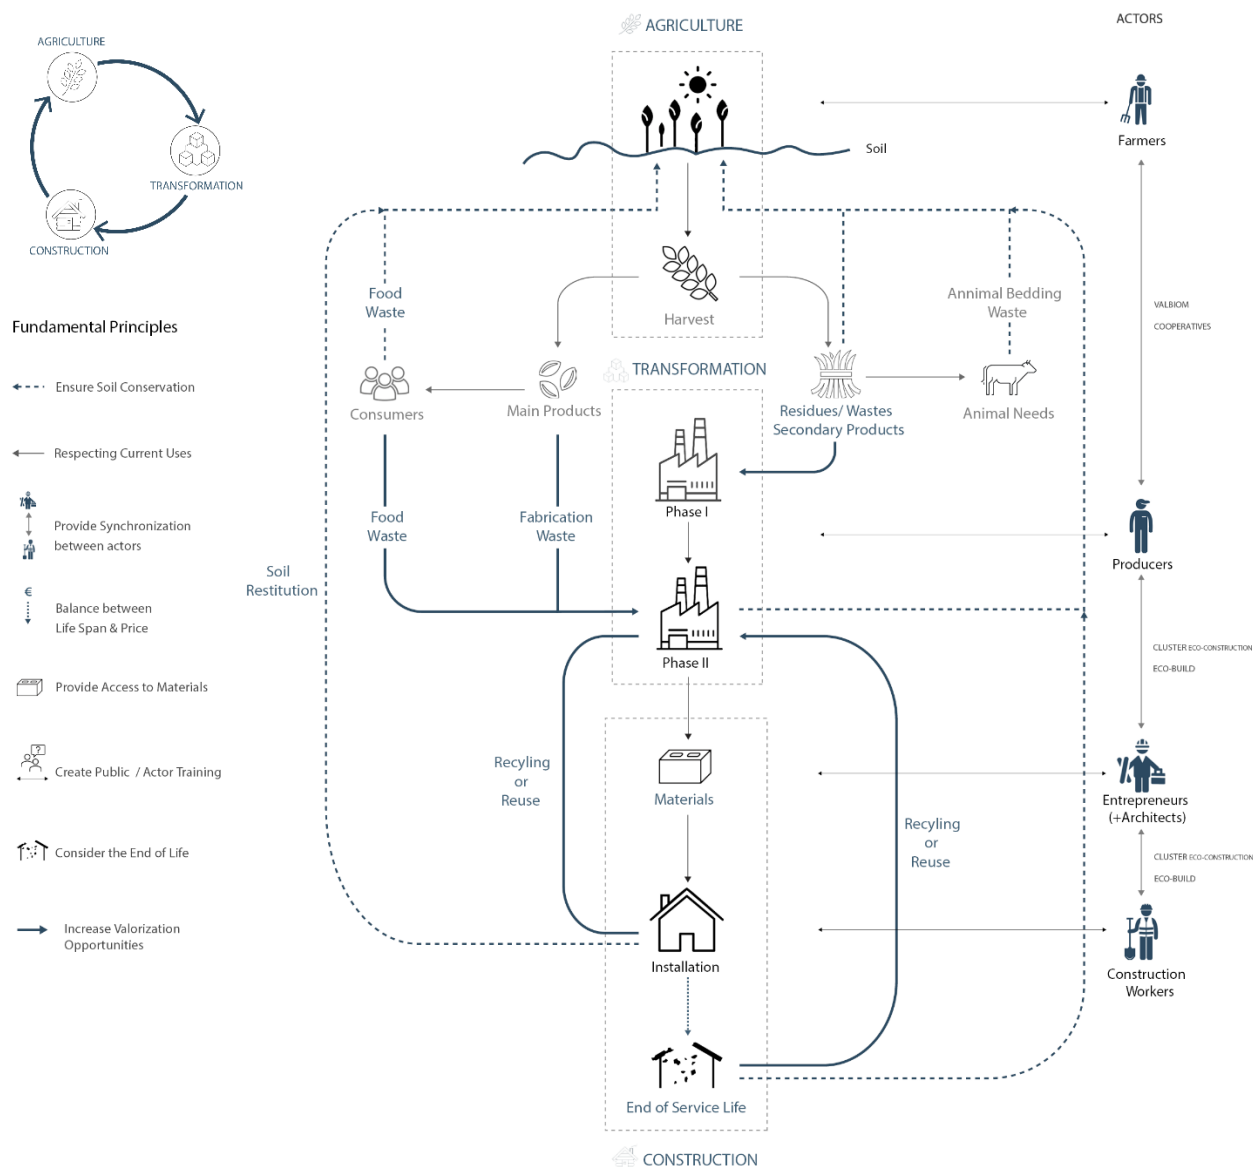 AGRICULTURE
TRANSFORMATION
CONSTRUCTION
Fundamental Principles
Ensure Soil Conservation
Respecting Current Uses
Provide Synchronization
between actors
€
Balance between
Life Span & Price
Provide Access to Materials
?
Create Public / Actor Training
Consider the End of Life
Increase Valorization
Opportunities
AGRICULTURE
Soil
Harvest
Food
Waste
Annimal Bedding
Waste
TRANSFORMATION
Consumers
Main Products
Residues/ Wastes
Secondary Products
Animal Needs
Phase I
Food
Waste
Fabrication
Waste
Soil
Restitution
Phase II
Recyling
or
Reuse
Materials
Recyling
or
Reuse
Installation
End of Service Life
CONSTRUCTION
ACTORS
Farmers
VALBIOM
COOPERATIVES
Producers
CLUSTER ECO-CONSTRUCTION
ECO-BUILD
Entrepreneurs
(+Architects)
CLUSTER ECO-CONSTRUCTION
ECO-BUILD
Construction
Workers